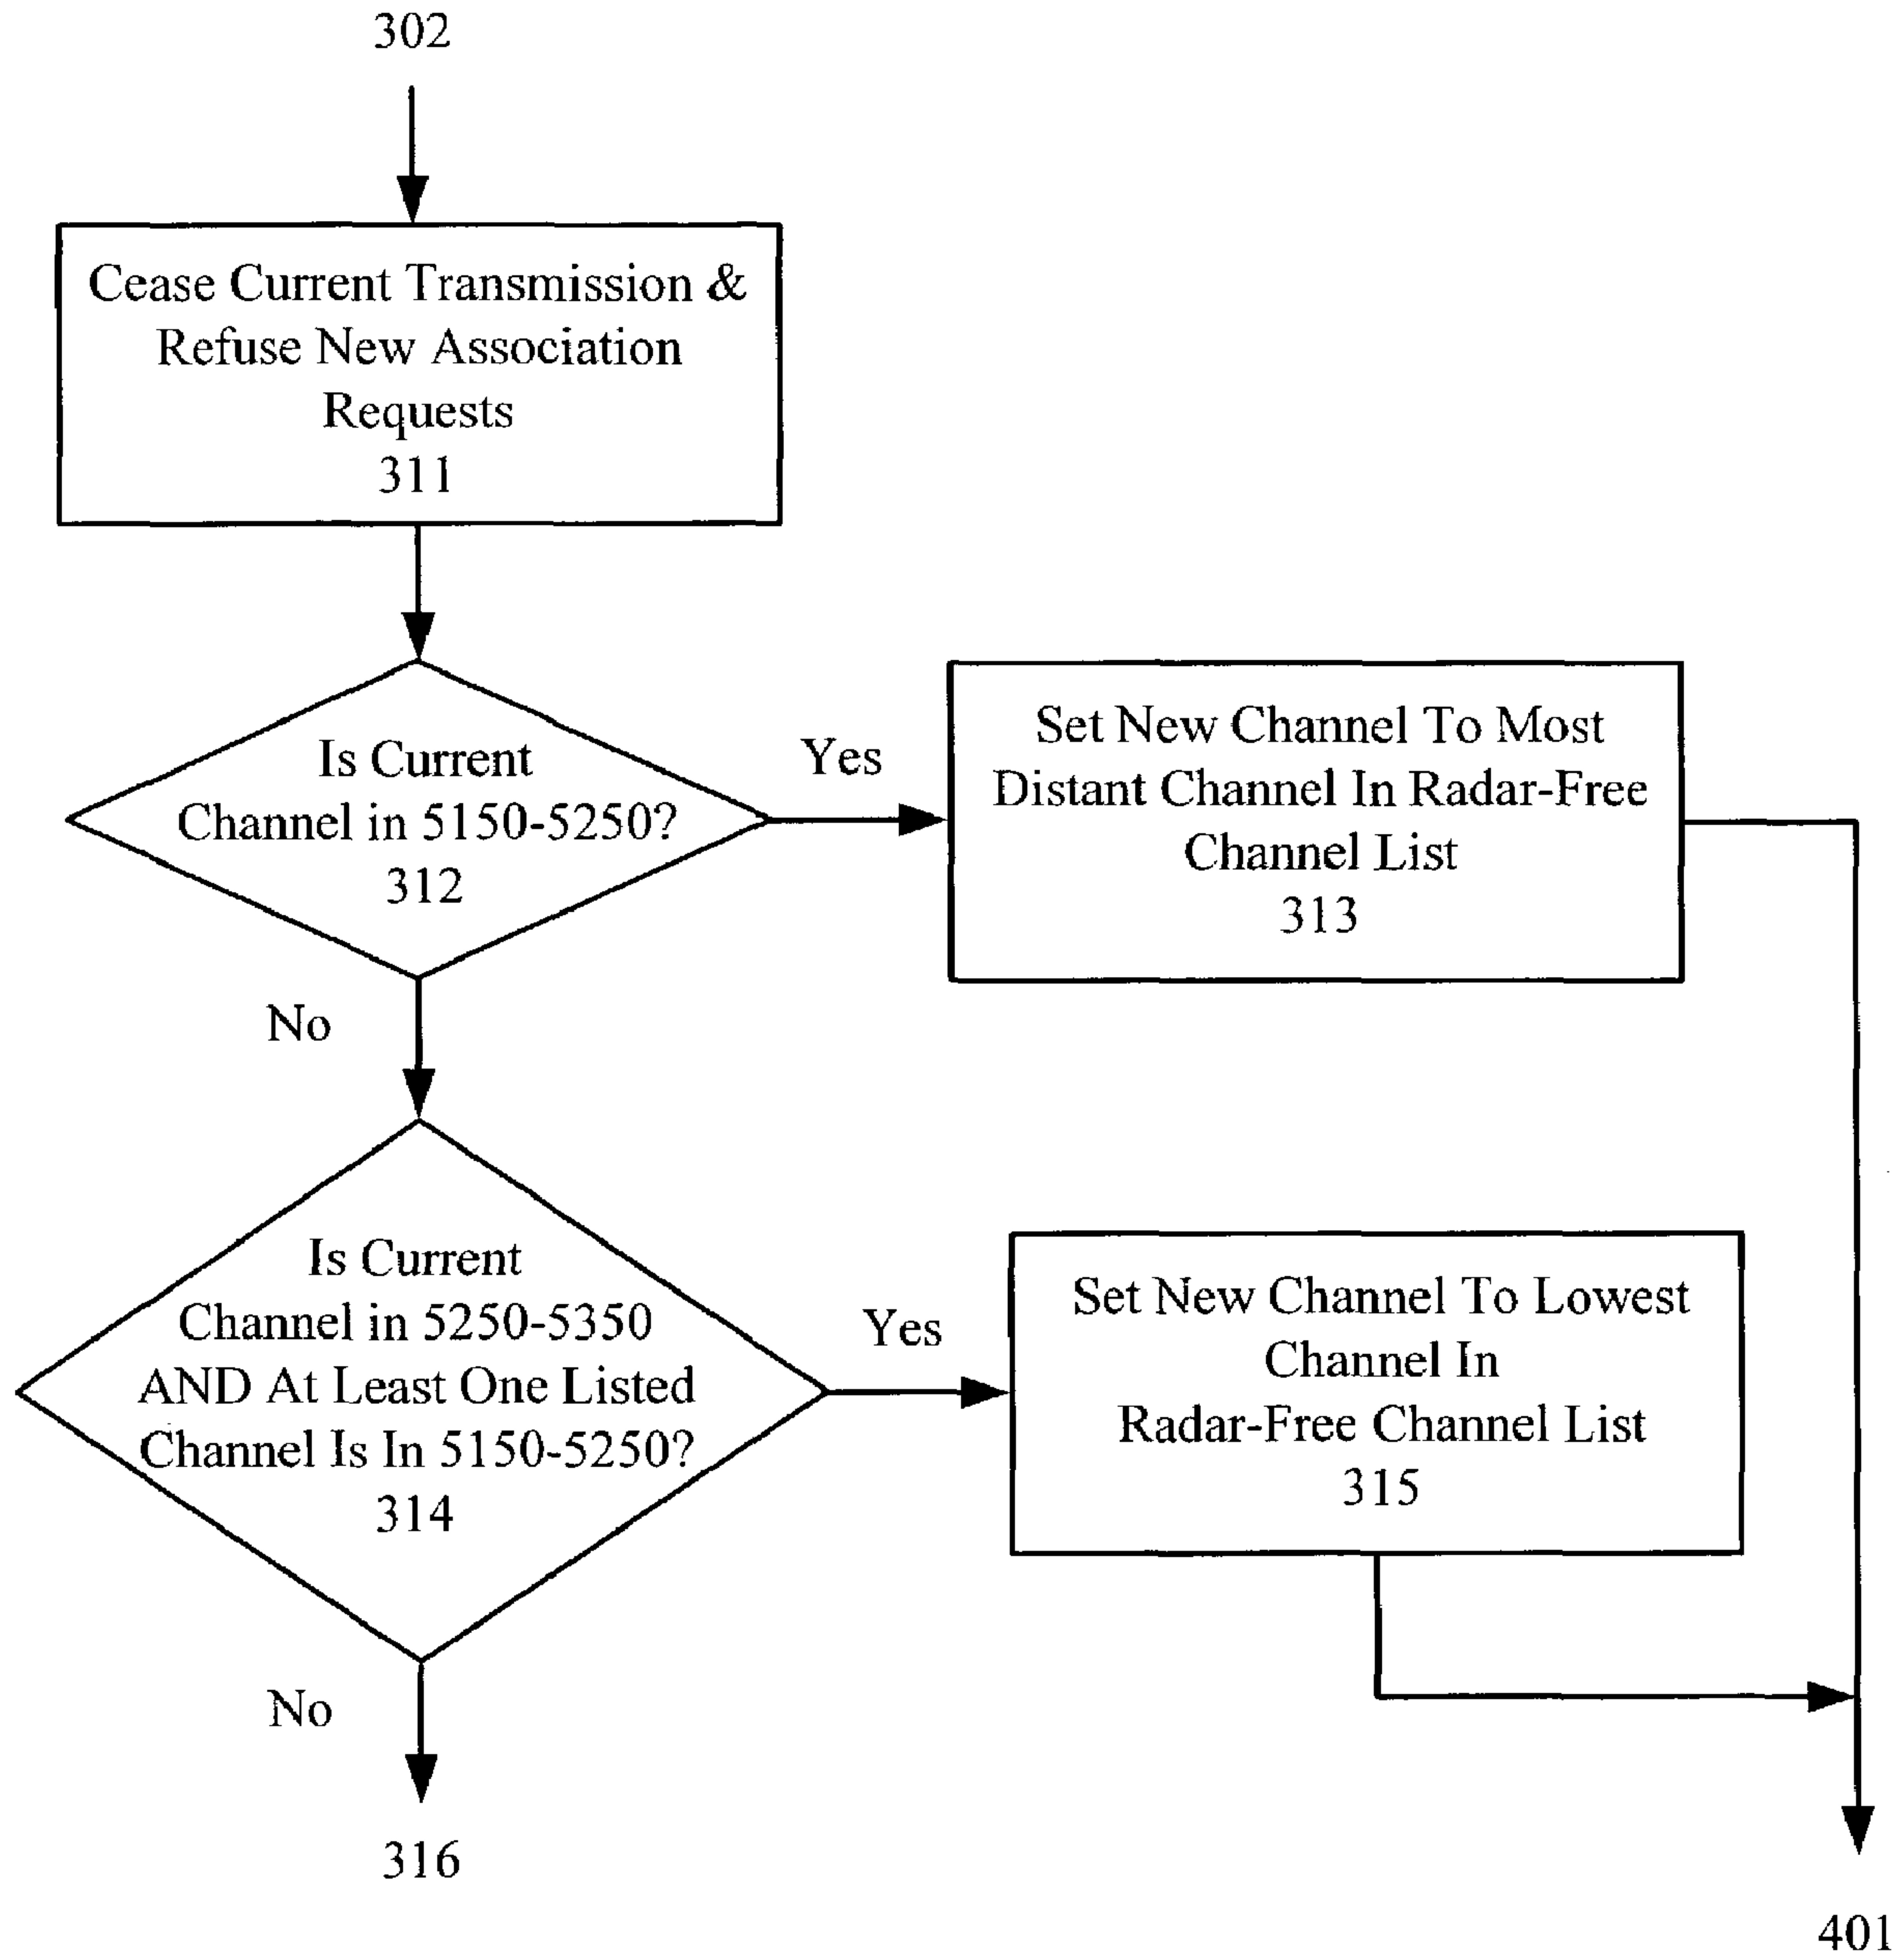 302
Cease Current Transmission &
Refuse New Association
Requests
311
Is Current
Channel in 5150-5250?
312
Yes
Set New Channel To Most
Distant Channel In Radar-Free
Channel List
313
No
Is Current
Channel in 5250-5350
AND At Least One Listed
Channel Is In 5150-5250?
314
Yes
Set New Channel To Lowest
Channel In
Radar-Free Channel List
315
No
316
401